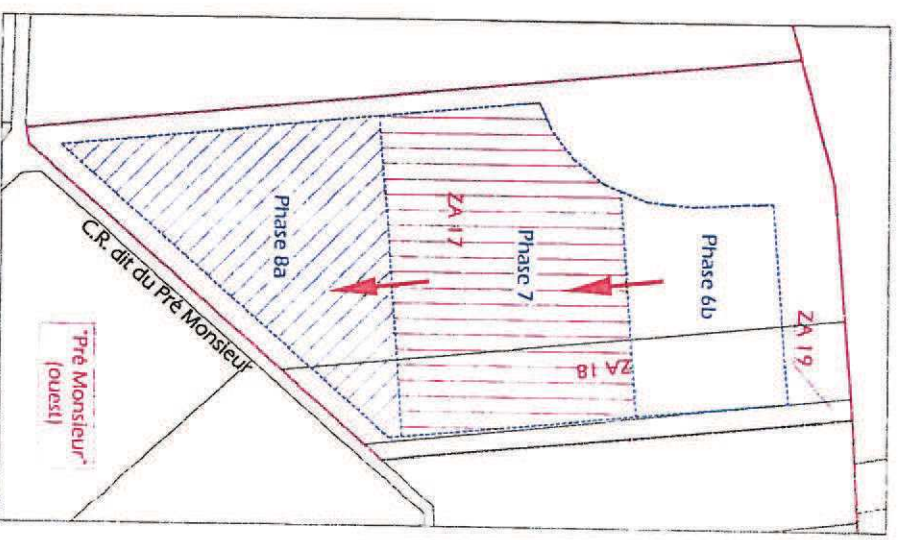 ZA 19
Phase 6b
ZA 18
Phase 7
ZA 17
Phase 8a
C.R. dit du Pré Monsieur
"Pré Monsieur"
(ouest)